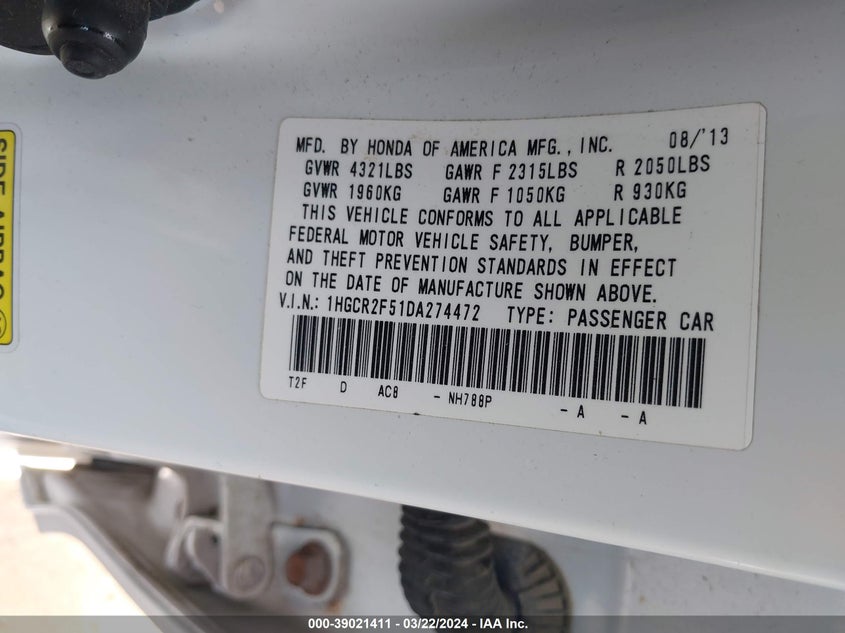 MFD. BY HONDA OF AMERICA MFG., INC. 08/'13
GVWR 4321LBS GAWR F 2315LBS R 2050LBS
GVWR 1960KG GAWR F 1050KG R 930KG
THIS VEHICLE CONFORMS TO ALL APPLICABLE
FEDERAL MOTOR VEHICLE SAFETY, BUMPER,
AND THEFT PREVENTION STANDARDS IN EFFECT
ON THE DATE OF MANUFACTURE SHOWN ABOVE.
V.I.N.: 1HGCR2F51DA274472 TYPE: PASSENGER CAR
T2F D AC8 - NH788P - A - A
SIDE AIRBAG
000-39021411 - 03/22/2024 - IAA Inc.